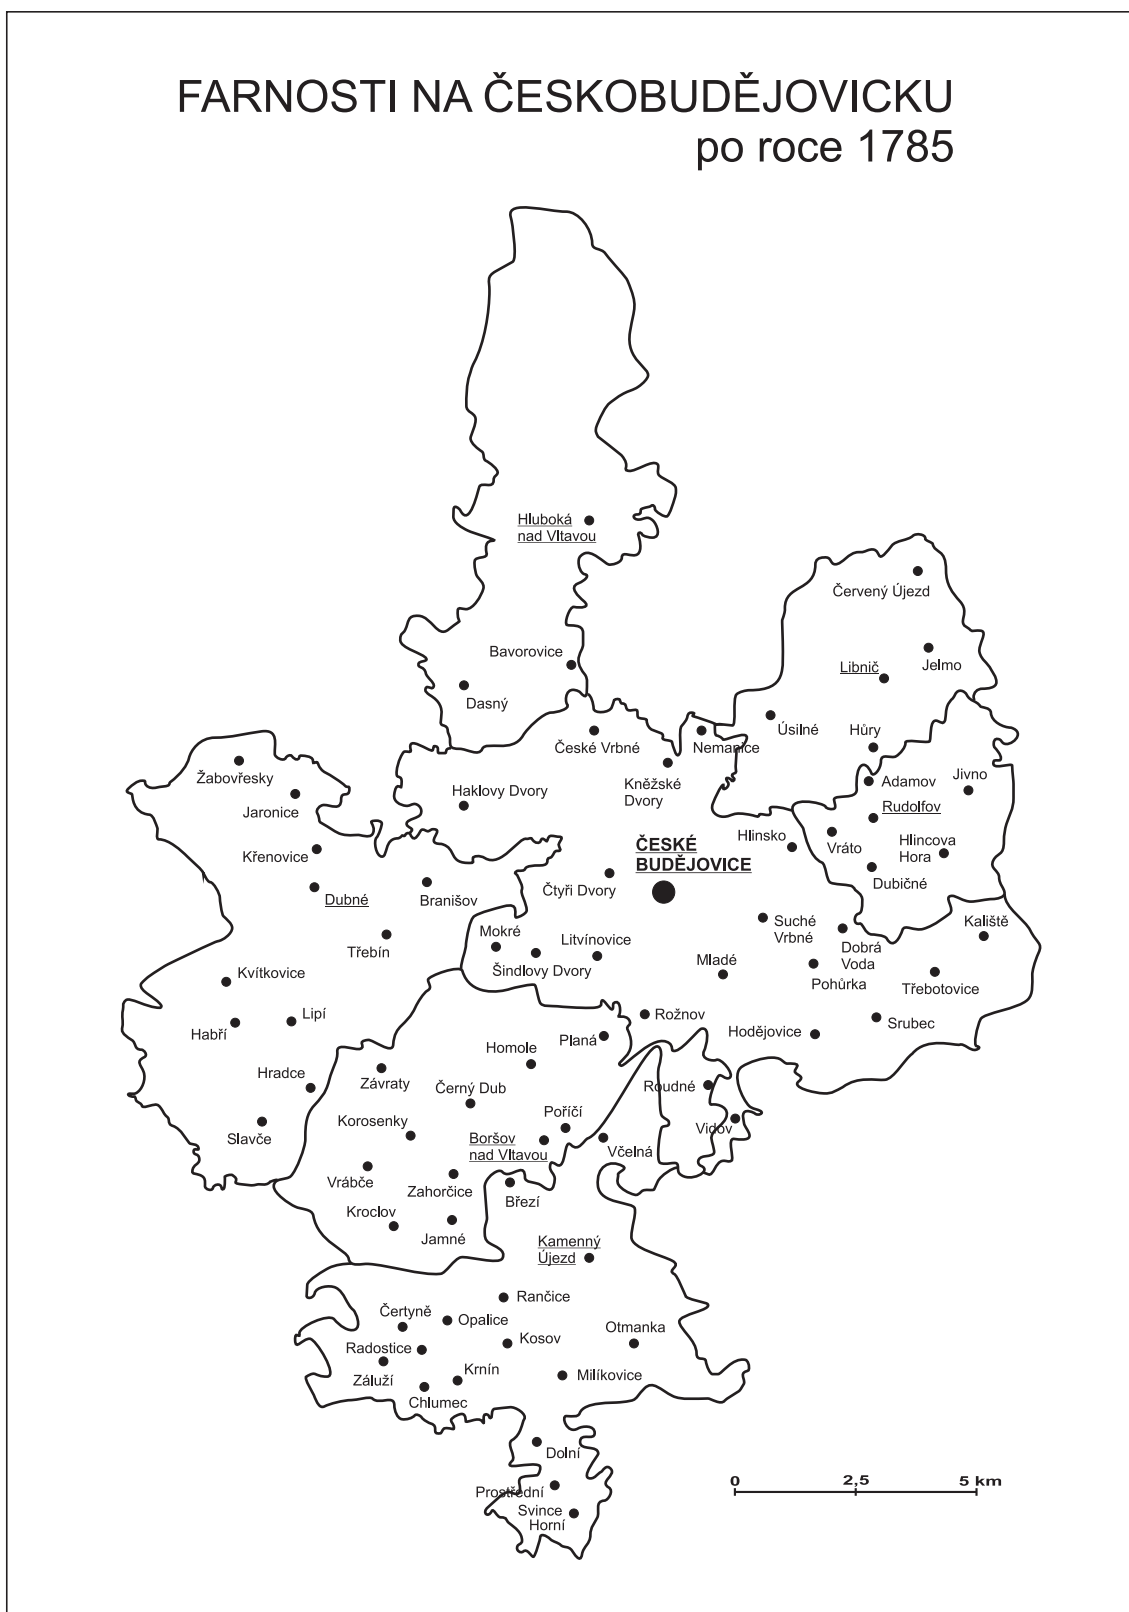 FARNOSTI NA ČESKOBUDĚJOVICKU
po roce 1785
Hluboká
nad Vltavou
Červený Újezd
Bavorovice
Libnič
Jelmo
Dasný
Úsilné
Hůry
České Vrbné
Nemanice
Žabovřesky
Kněžské
Dvory
Adamov
Jivno
Jaronice
Haklovy Dvory
Rudolfov
Hlinsko
Vráto
Hlincova
Hora
ČESKÉ
BUDĚJOVICE
Křenovice
Dubné
Branišov
Čtyři Dvory
Dubičné
Suché
Vrbné
Kaliště
Třebín
Mokré
Litvínovice
Dobrá
Voda
Šindlovy Dvory
Mladé
Kvítkovice
Pohůrka
Třebotovice
Habří
Lipí
Rožnov
Srubec
Hodějovice
Planá
Homole
Hradce
Závraty
Černý Dub
Roudné
Korosenky
Poříčí
Vidov
Slavče
Boršov
nad Vltavou
Včelná
Vrábče
Zahorčice
Březí
Kroclov
Jamné
Kamenný
Újezd
Rančice
Čertyně
Opalice
Otmanka
Radostice
Kosov
Záluží
Krnín
Milíkovice
Chlumec
Dolní
Prostřední
Svince
Horní
0 2,5 5 km